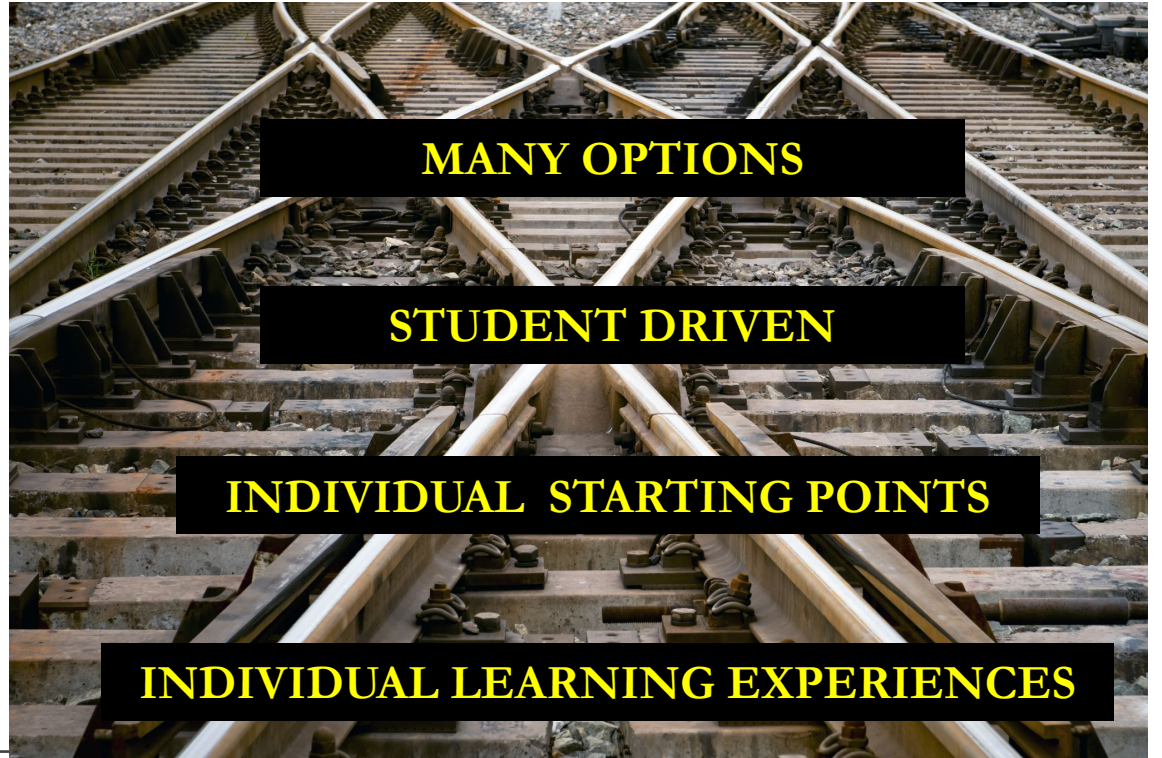 MANY OPTIONS
STUDENT DRIVEN
INDIVIDUAL  STARTING POINTS
INDIVIDUAL LEARNING EXPERIENCES